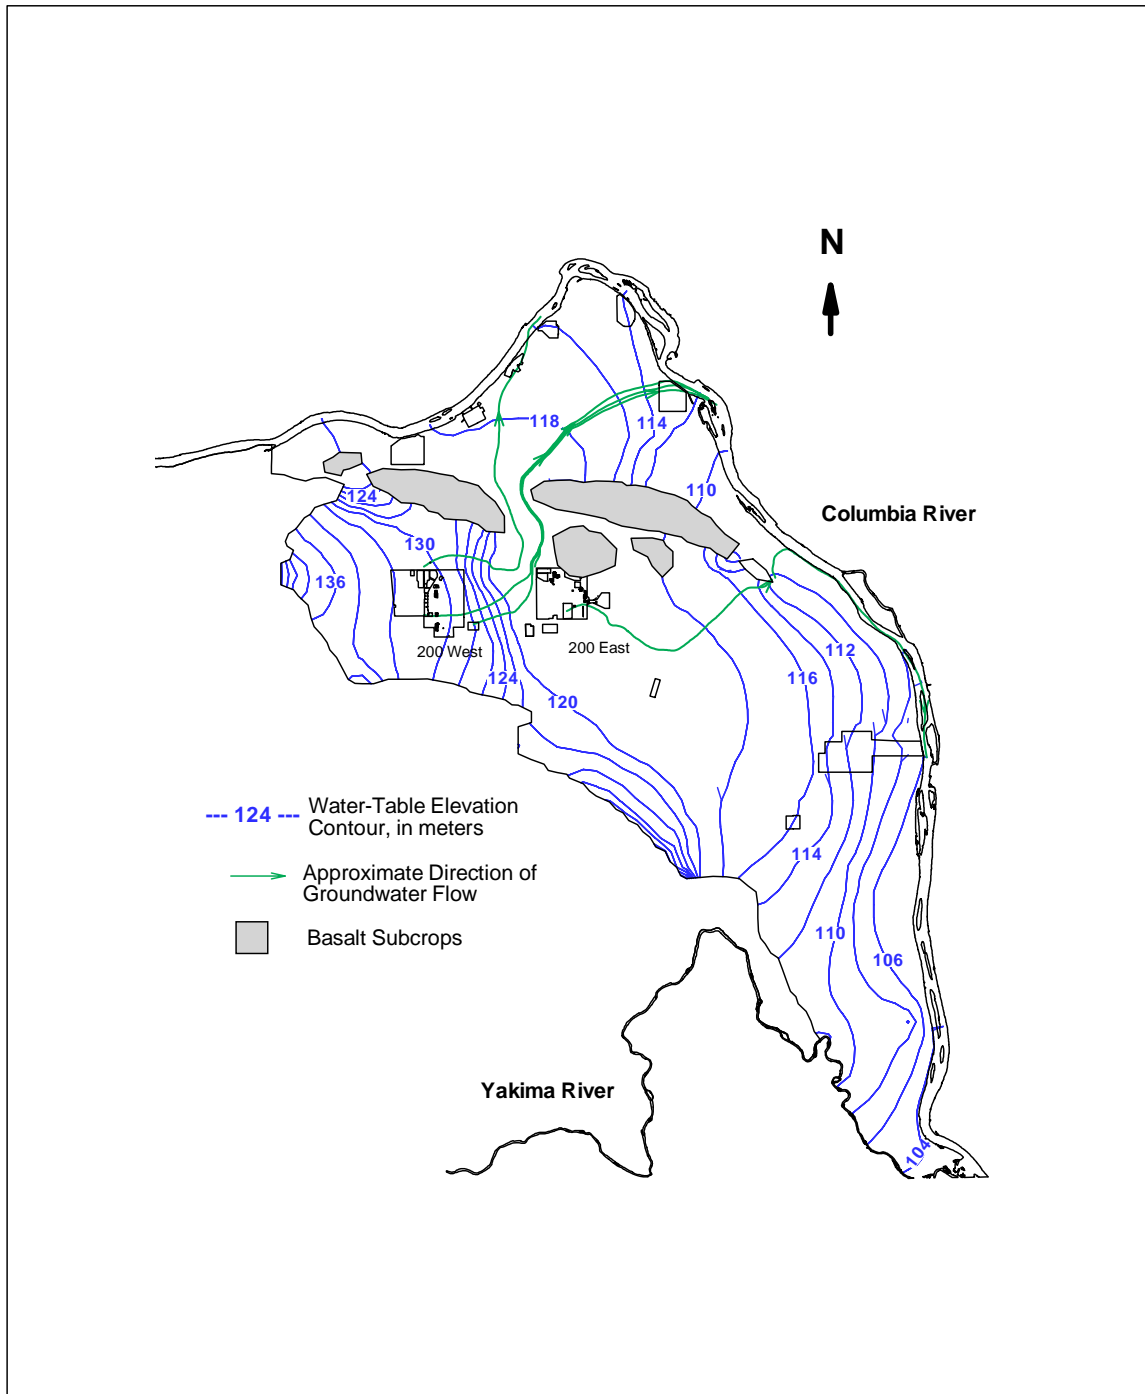 N
118
114
110
Columbia River
124
130
136
200 West
200 East
124
120
116
112
--- 124 ---
Water-Table Elevation
Contour, in meters
Approximate Direction of
Groundwater Flow
Basalt Subcrops
114
110
106
Yakima River
104